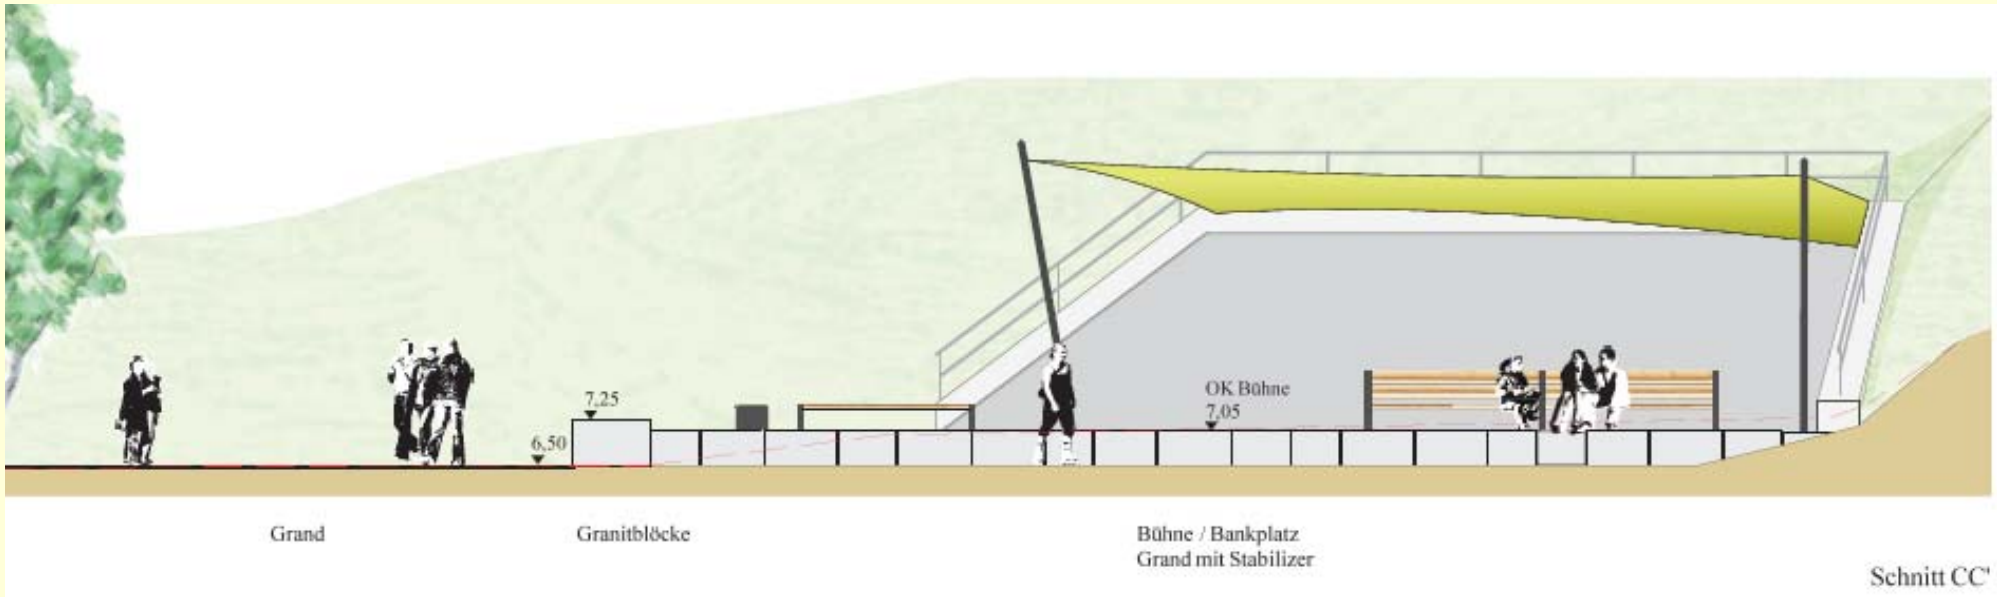 7,25
6,50
OK Bühne
7,05
Grand
Granitblöcke
Bühne / Bankplatz
Grand mit Stabilizer
Schnitt CC'